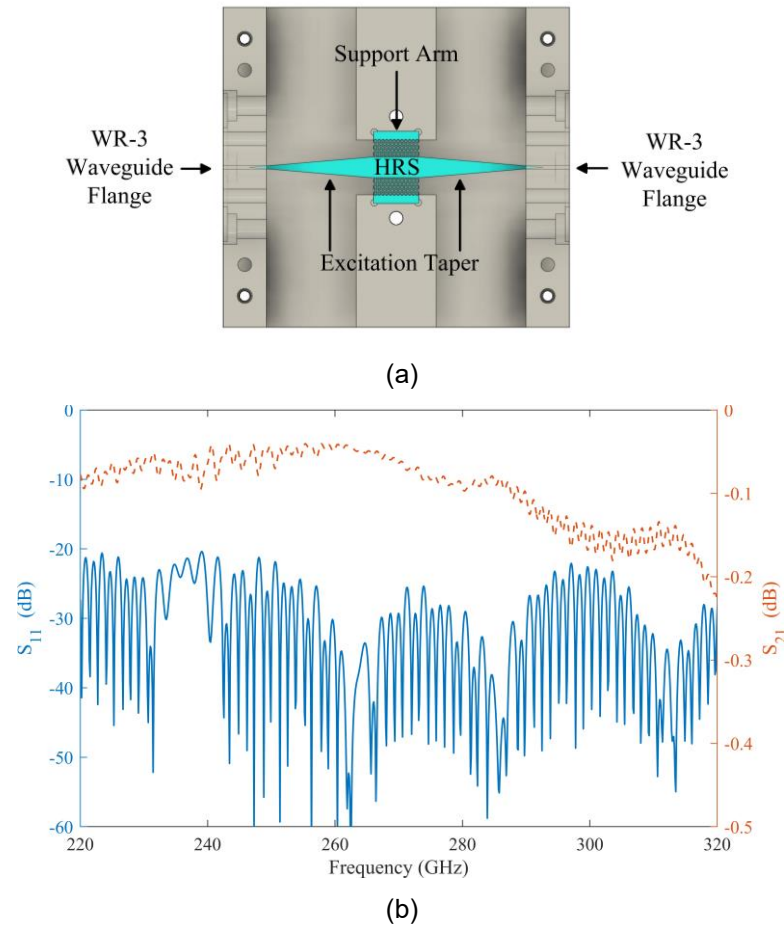 Support Arm
WR-3
Waveguide
Flange
HRS
WR-3
Waveguide
Flange
Excitation Taper
(a)
0
-10
-20
-30
-40
-50
-60
S11 (dB)
0
-0.1
-0.2
-0.3
-0.4
-0.5
S21 (dB)
220
240
260
280
300
320
Frequency (GHz)
(b)